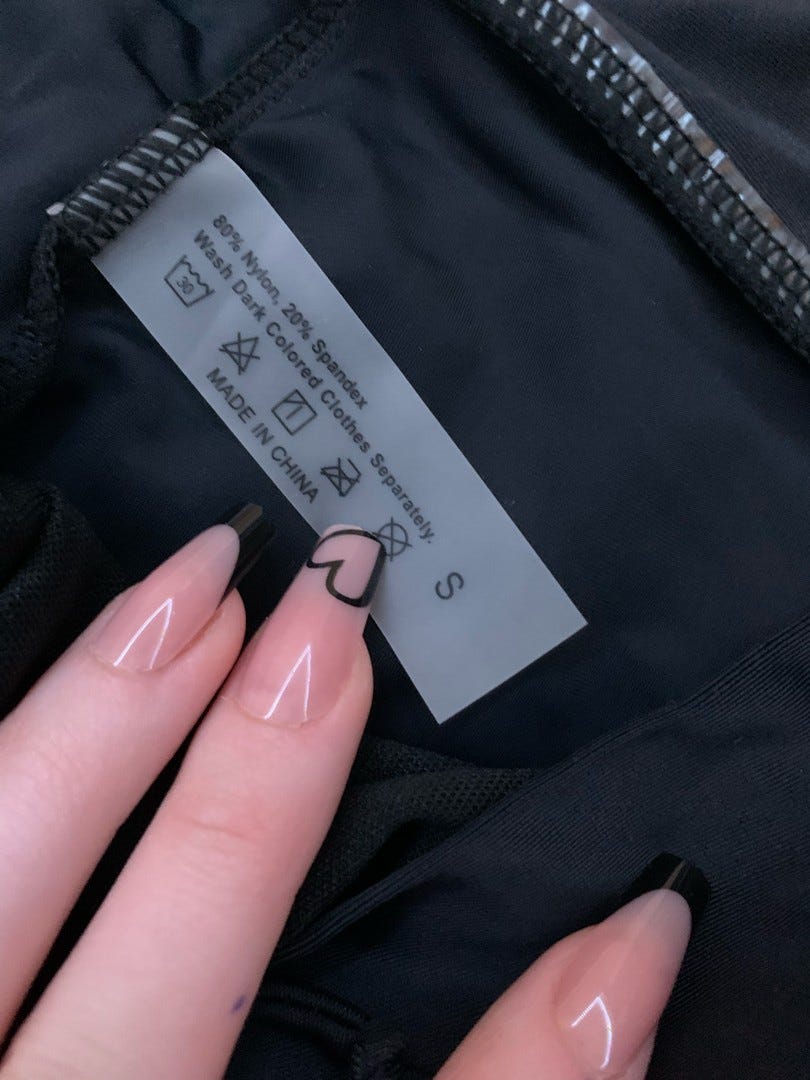 80% Nylon, 20% Spandex
Wash Dark Colored Clothes Separately.
30
MADE IN CHINA
S